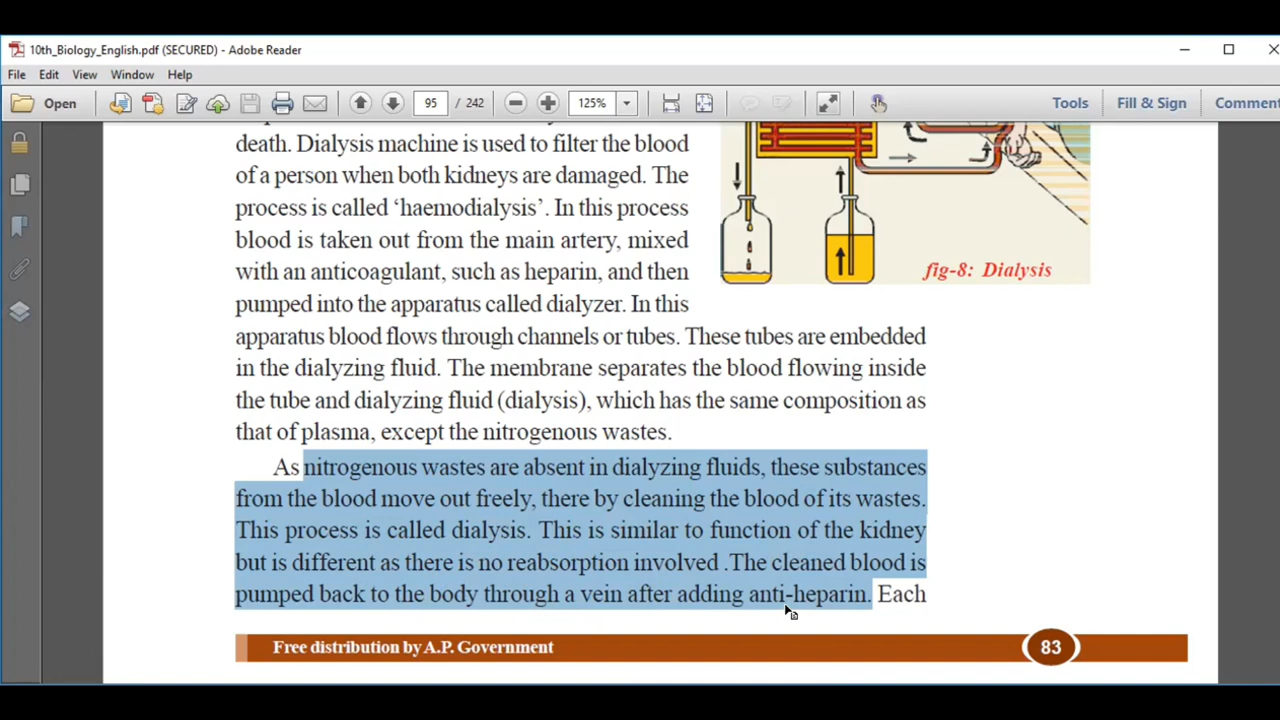 10th_Biology_English.pdf (SECURED) - Adobe Reader
File Edit View Window Help
Open 95 / 242 125% Tools Fill & Sign Comment
death. Dialysis machine is used to filter the blood
of a person when both kidneys are damaged. The
process is called ‘haemodialysis’. In this process
blood is taken out from the main artery, mixed
with an anticoagulant, such as heparin, and then
pumped into the apparatus called dialyzer. In this
fig-8: Dialysis
apparatus blood flows through channels or tubes. These tubes are embedded
in the dialyzing fluid. The membrane separates the blood flowing inside
the tube and dialyzing fluid (dialysis), which has the same composition as
that of plasma, except the nitrogenous wastes.
As nitrogenous wastes are absent in dialyzing fluids, these substances
from the blood move out freely, there by cleaning the blood of its wastes.
This process is called dialysis. This is similar to function of the kidney
but is different as there is no reabsorption involved .The cleaned blood is
pumped back to the body through a vein after adding anti-heparin. Each
Free distribution by A.P. Government 83